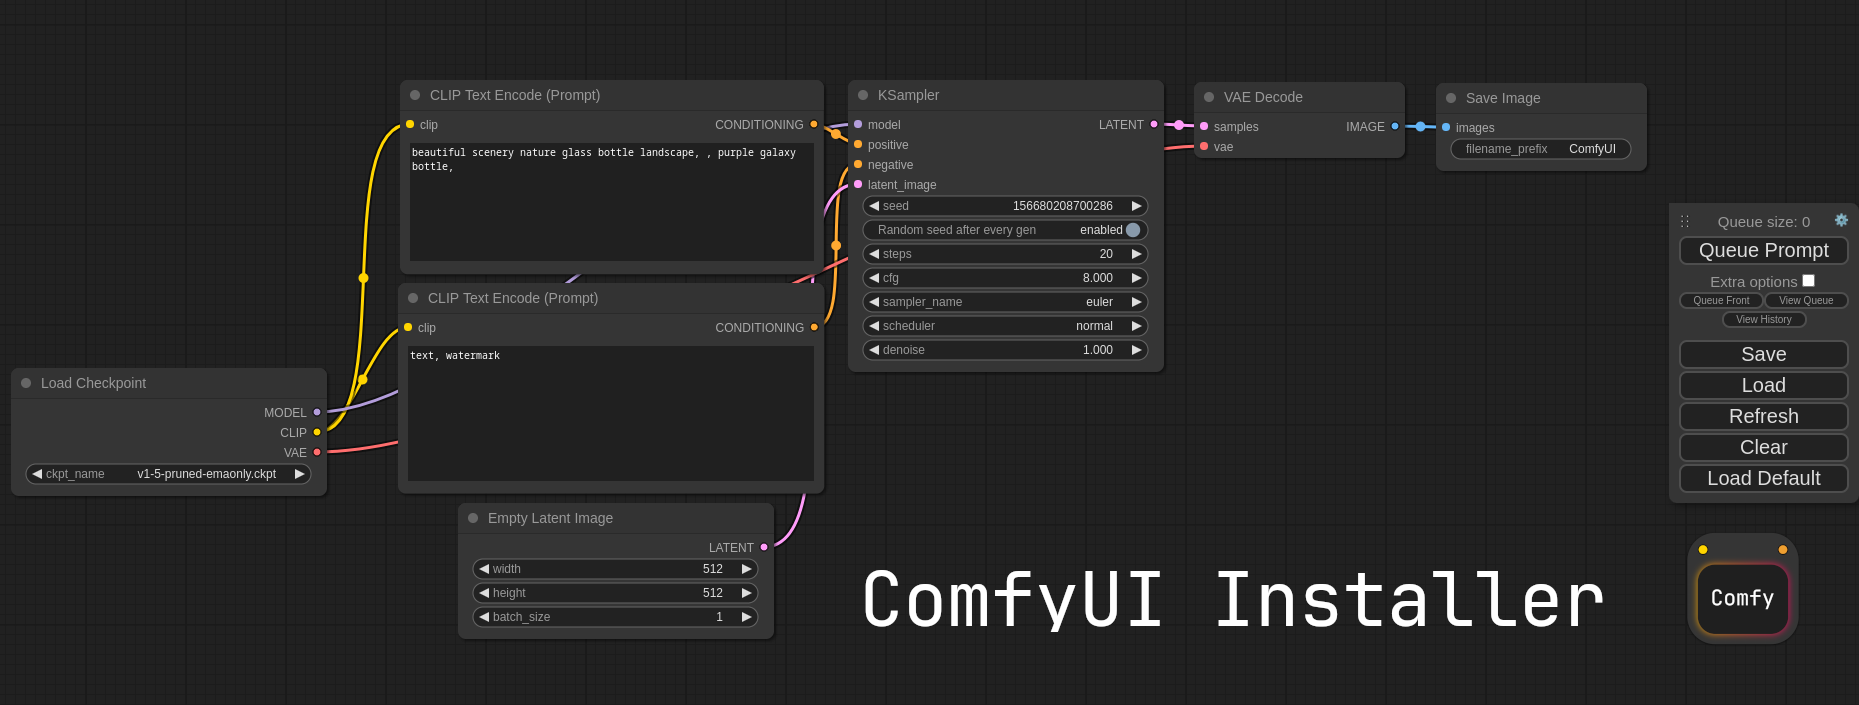 CLIP Text Encode (Prompt)
clip CONDITIONING
beautiful scenery nature glass bottle landscape, , purple galaxy
bottle,
CLIP Text Encode (Prompt)
clip CONDITIONING
text, watermark
Load Checkpoint
MODEL
CLIP
VAE
ckpt_name v1-5-pruned-emaonly.ckpt
Empty Latent Image
LATENT
width 512
height 512
batch_size 1
KSampler
model LATENT
positive
negative
latent_image
seed 156680208700286
Random seed after every gen enabled
steps 20
cfg 8.000
sampler_name euler
scheduler normal
denoise 1.000
VAE Decode
samples IMAGE
vae
Save Image
images
filename_prefix ComfyUI
Queue size: 0
Queue Prompt
Extra options
Queue Front View Queue
View History
Save
Load
Refresh
Clear
Load Default
ComfyUI Installer
Comfy